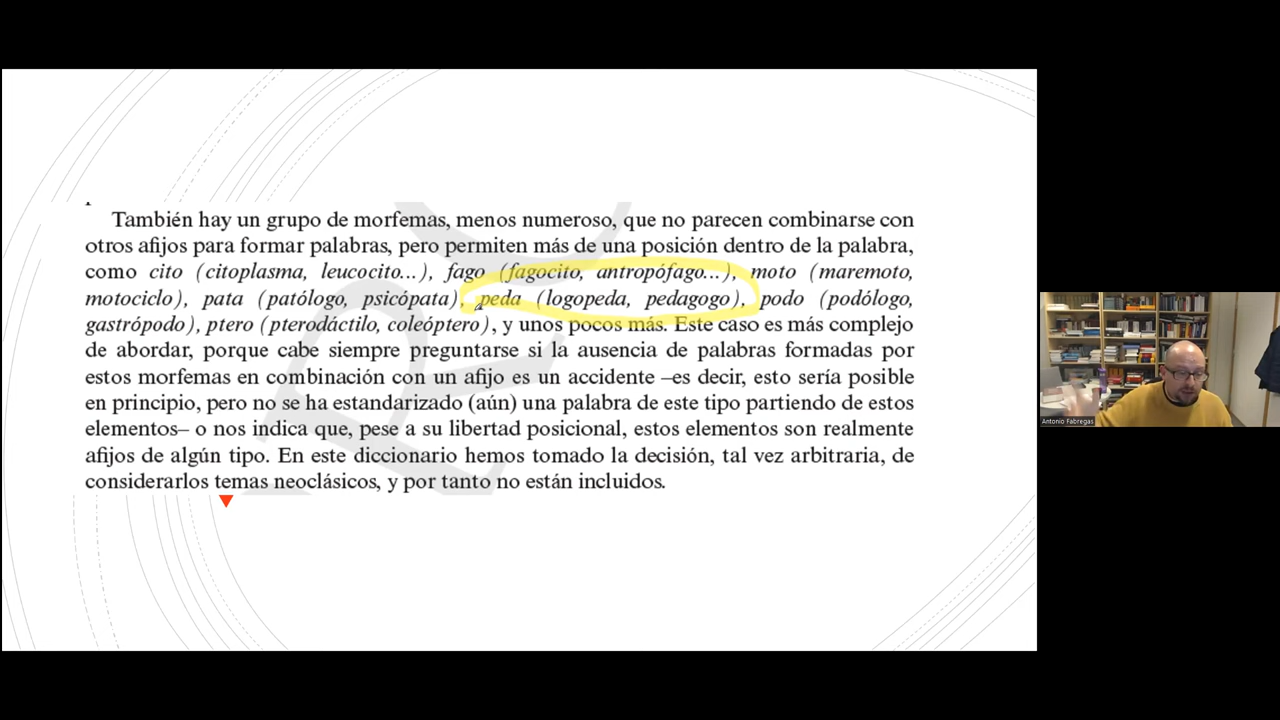 También hay un grupo de morfemas, menos numeroso, que no parecen combinarse con
otros afijos para formar palabras, pero permiten más de una posición dentro de la palabra,
como cito (citoplasma, leucocito...), fago (fagocito, antropófago...), moto (maremoto,
motociclo), pata (patólogo, psicópata), peda (logopeda, pedagogo), podo (podólogo,
gastrópodo), ptero (pterodáctilo, coleóptero), y unos pocos más. Este caso es más complejo
de abordar, porque cabe siempre preguntarse si la ausencia de palabras formadas por
estos morfemas en combinación con un afijo es un accidente –es decir, esto sería posible
en principio, pero no se ha estandarizado (aún) una palabra de este tipo partiendo de estos
elementos– o nos indica que, pese a su libertad posicional, estos elementos son realmente
afijos de algún tipo. En este diccionario hemos tomado la decisión, tal vez arbitraria, de
considerarlos temas neoclásicos, y por tanto no están incluidos.
Antonio Fabregas